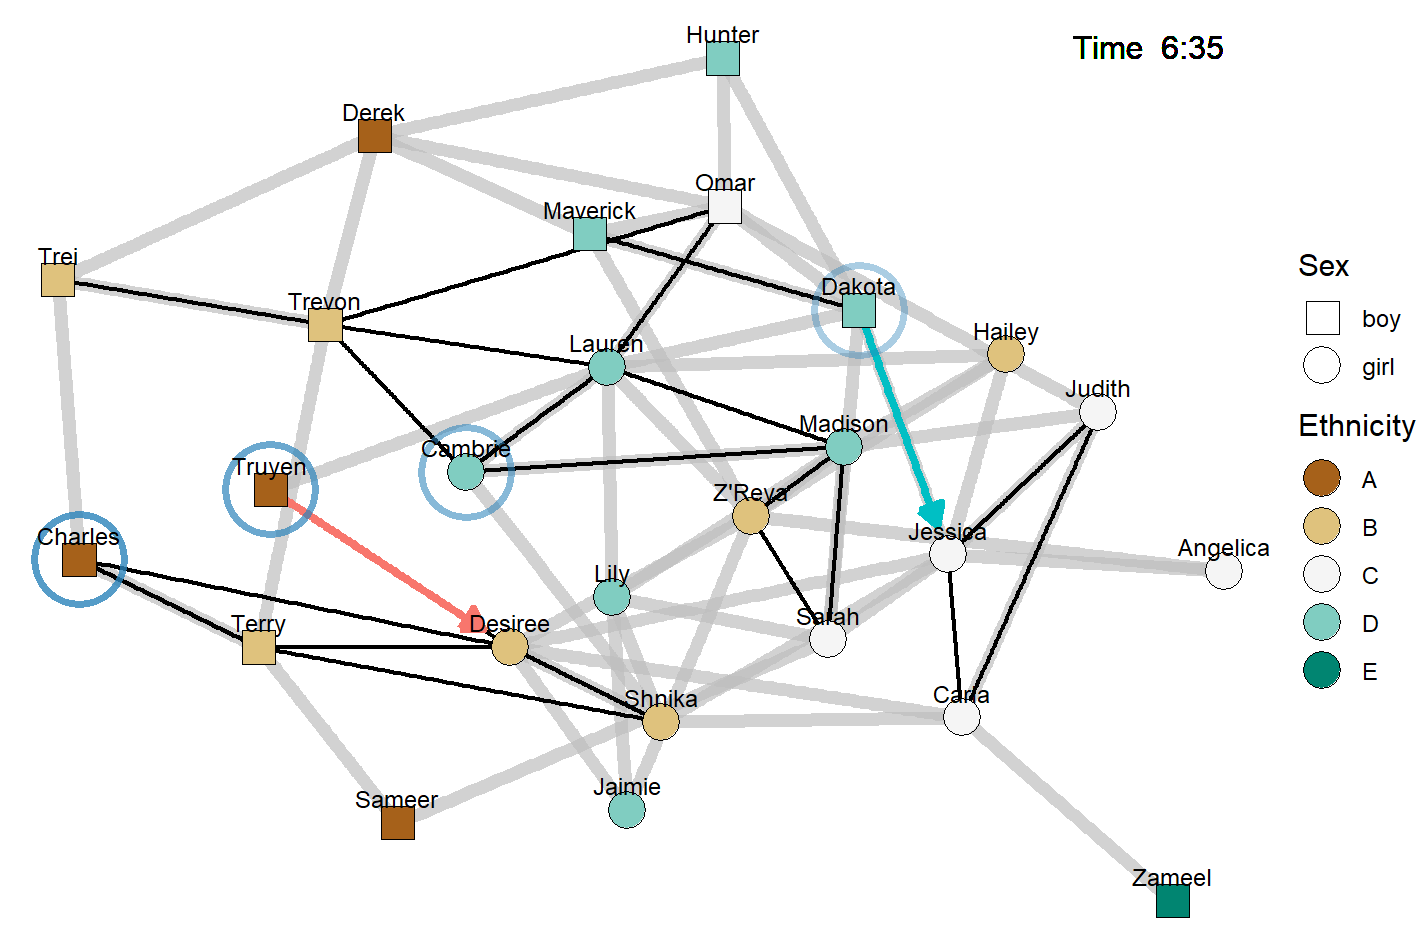 Hunter
Time 6:35
Derek
Omar
Maverick
Trei
Trevon
Dakota
Hailey
Lauren
Judith
Madison
Cambrie
Truyen
Z'Reya
Charles
Jessica
Angelica
Lily
Terry
Desiree
Sarah
Shnika
Carla
Jaimie
Sameer
Zameel
Sex
boy
girl
Ethnicity
A
B
C
D
E